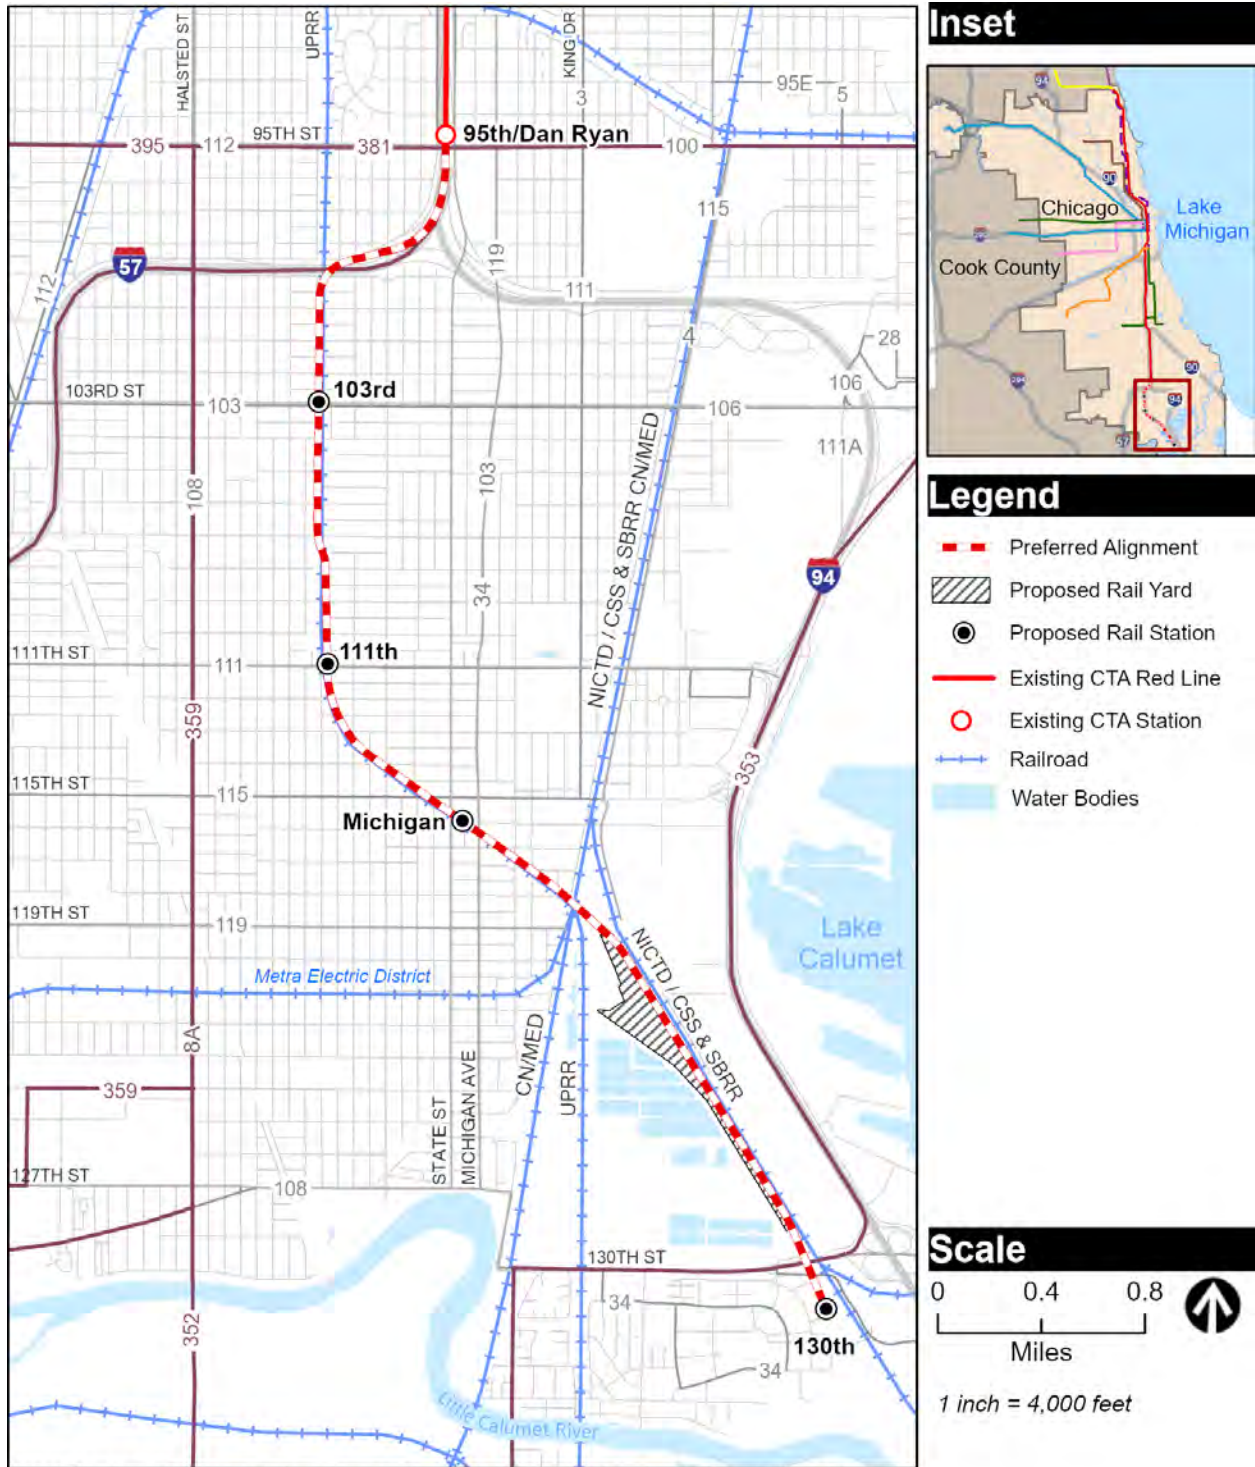 HALSTED ST
UPRR
KING DR
3
95E
5
95TH ST
395
112
381
95th/Dan Ryan
100
115
119
57
112
111
4
28
103RD ST
103
103rd
106
106
111A
108
103
NICTD / CSS & SBRR CN/MED
94
34
111TH ST
111
111th
359
353
115TH ST
115
Michigan
119TH ST
119
Lake
Calumet
Metra Electric District
NICTD / CSS & SBRR
8A
CN/MED
UPRR
359
STATE ST
MICHIGAN AVE
127TH ST
108
130TH ST
34
352
130th
34
Little Calumet River
Inset
94
90
Chicago
Lake
Michigan
Cook County
90
94
57
Legend
Preferred Alignment
Proposed Rail Yard
Proposed Rail Station
Existing CTA Red Line
Existing CTA Station
Railroad
Water Bodies
Scale
0 0.4 0.8
Miles
1 inch = 4,000 feet